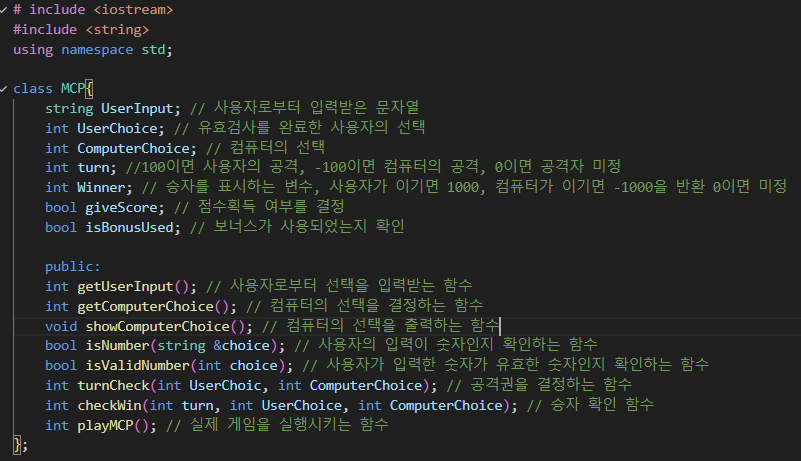 # include <iostream>
#include <string>
using namespace std;

class MCP{
    string UserInput; // 사용자로부터 입력받은 문자열
    int UserChoice; // 유효검사를 완료한 사용자의 선택
    int ComputerChoice; // 컴퓨터의 선택
    int turn; //100이면 사용자의 공격, -100이면 컴퓨터의 공격, 0이면 공격자 미정
    int Winner; // 승자를 표시하는 변수, 사용자가 이기면 1000, 컴퓨터가 이기면 -1000을 반환 0이면 미정
    bool giveScore; // 점수획득 여부를 결정
    bool isBonusUsed; // 보너스가 사용되었는지 확인

    public:
    int getUserInput(); // 사용자로부터 선택을 입력받는 함수
    int getComputerChoice(); // 컴퓨터의 선택을 결정하는 함수
    void showComputerChoice(); // 컴퓨터의 선택을 출력하는 함수
    bool isNumber(string &choice); // 사용자의 입력이 숫자인지 확인하는 함수
    bool isValidNumber(int choice); // 사용자가 입력한 숫자가 유효한 숫자인지 확인하는 함수
    int turnCheck(int UserChoic, int ComputerChoice); // 공격권을 결정하는 함수
    int checkWin(int turn, int UserChoice, int ComputerChoice); // 승자 확인 함수
    int playMCP(); // 실제 게임을 실행시키는 함수
};